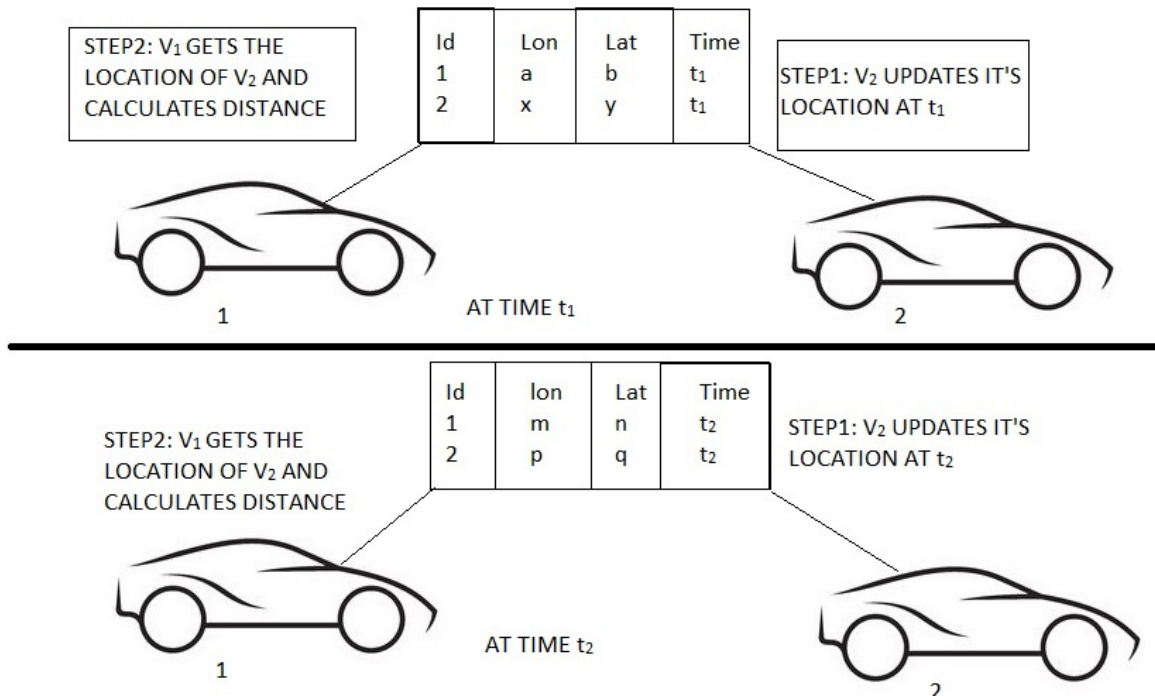 STEP2: V₁ GETS THE
LOCATION OF V₂ AND
CALCULATES DISTANCE
Id Lon Lat Time
1 a b t₁
2 x y t₁
STEP1: V₂ UPDATES IT'S
LOCATION AT t₁
1
AT TIME t₁
2
Id lon Lat Time
1 m n t₂
2 p q t₂
STEP1: V₂ UPDATES IT'S
LOCATION AT t₂
STEP2: V₁ GETS THE
LOCATION OF V₂ AND
CALCULATES DISTANCE
1
AT TIME t₂
2